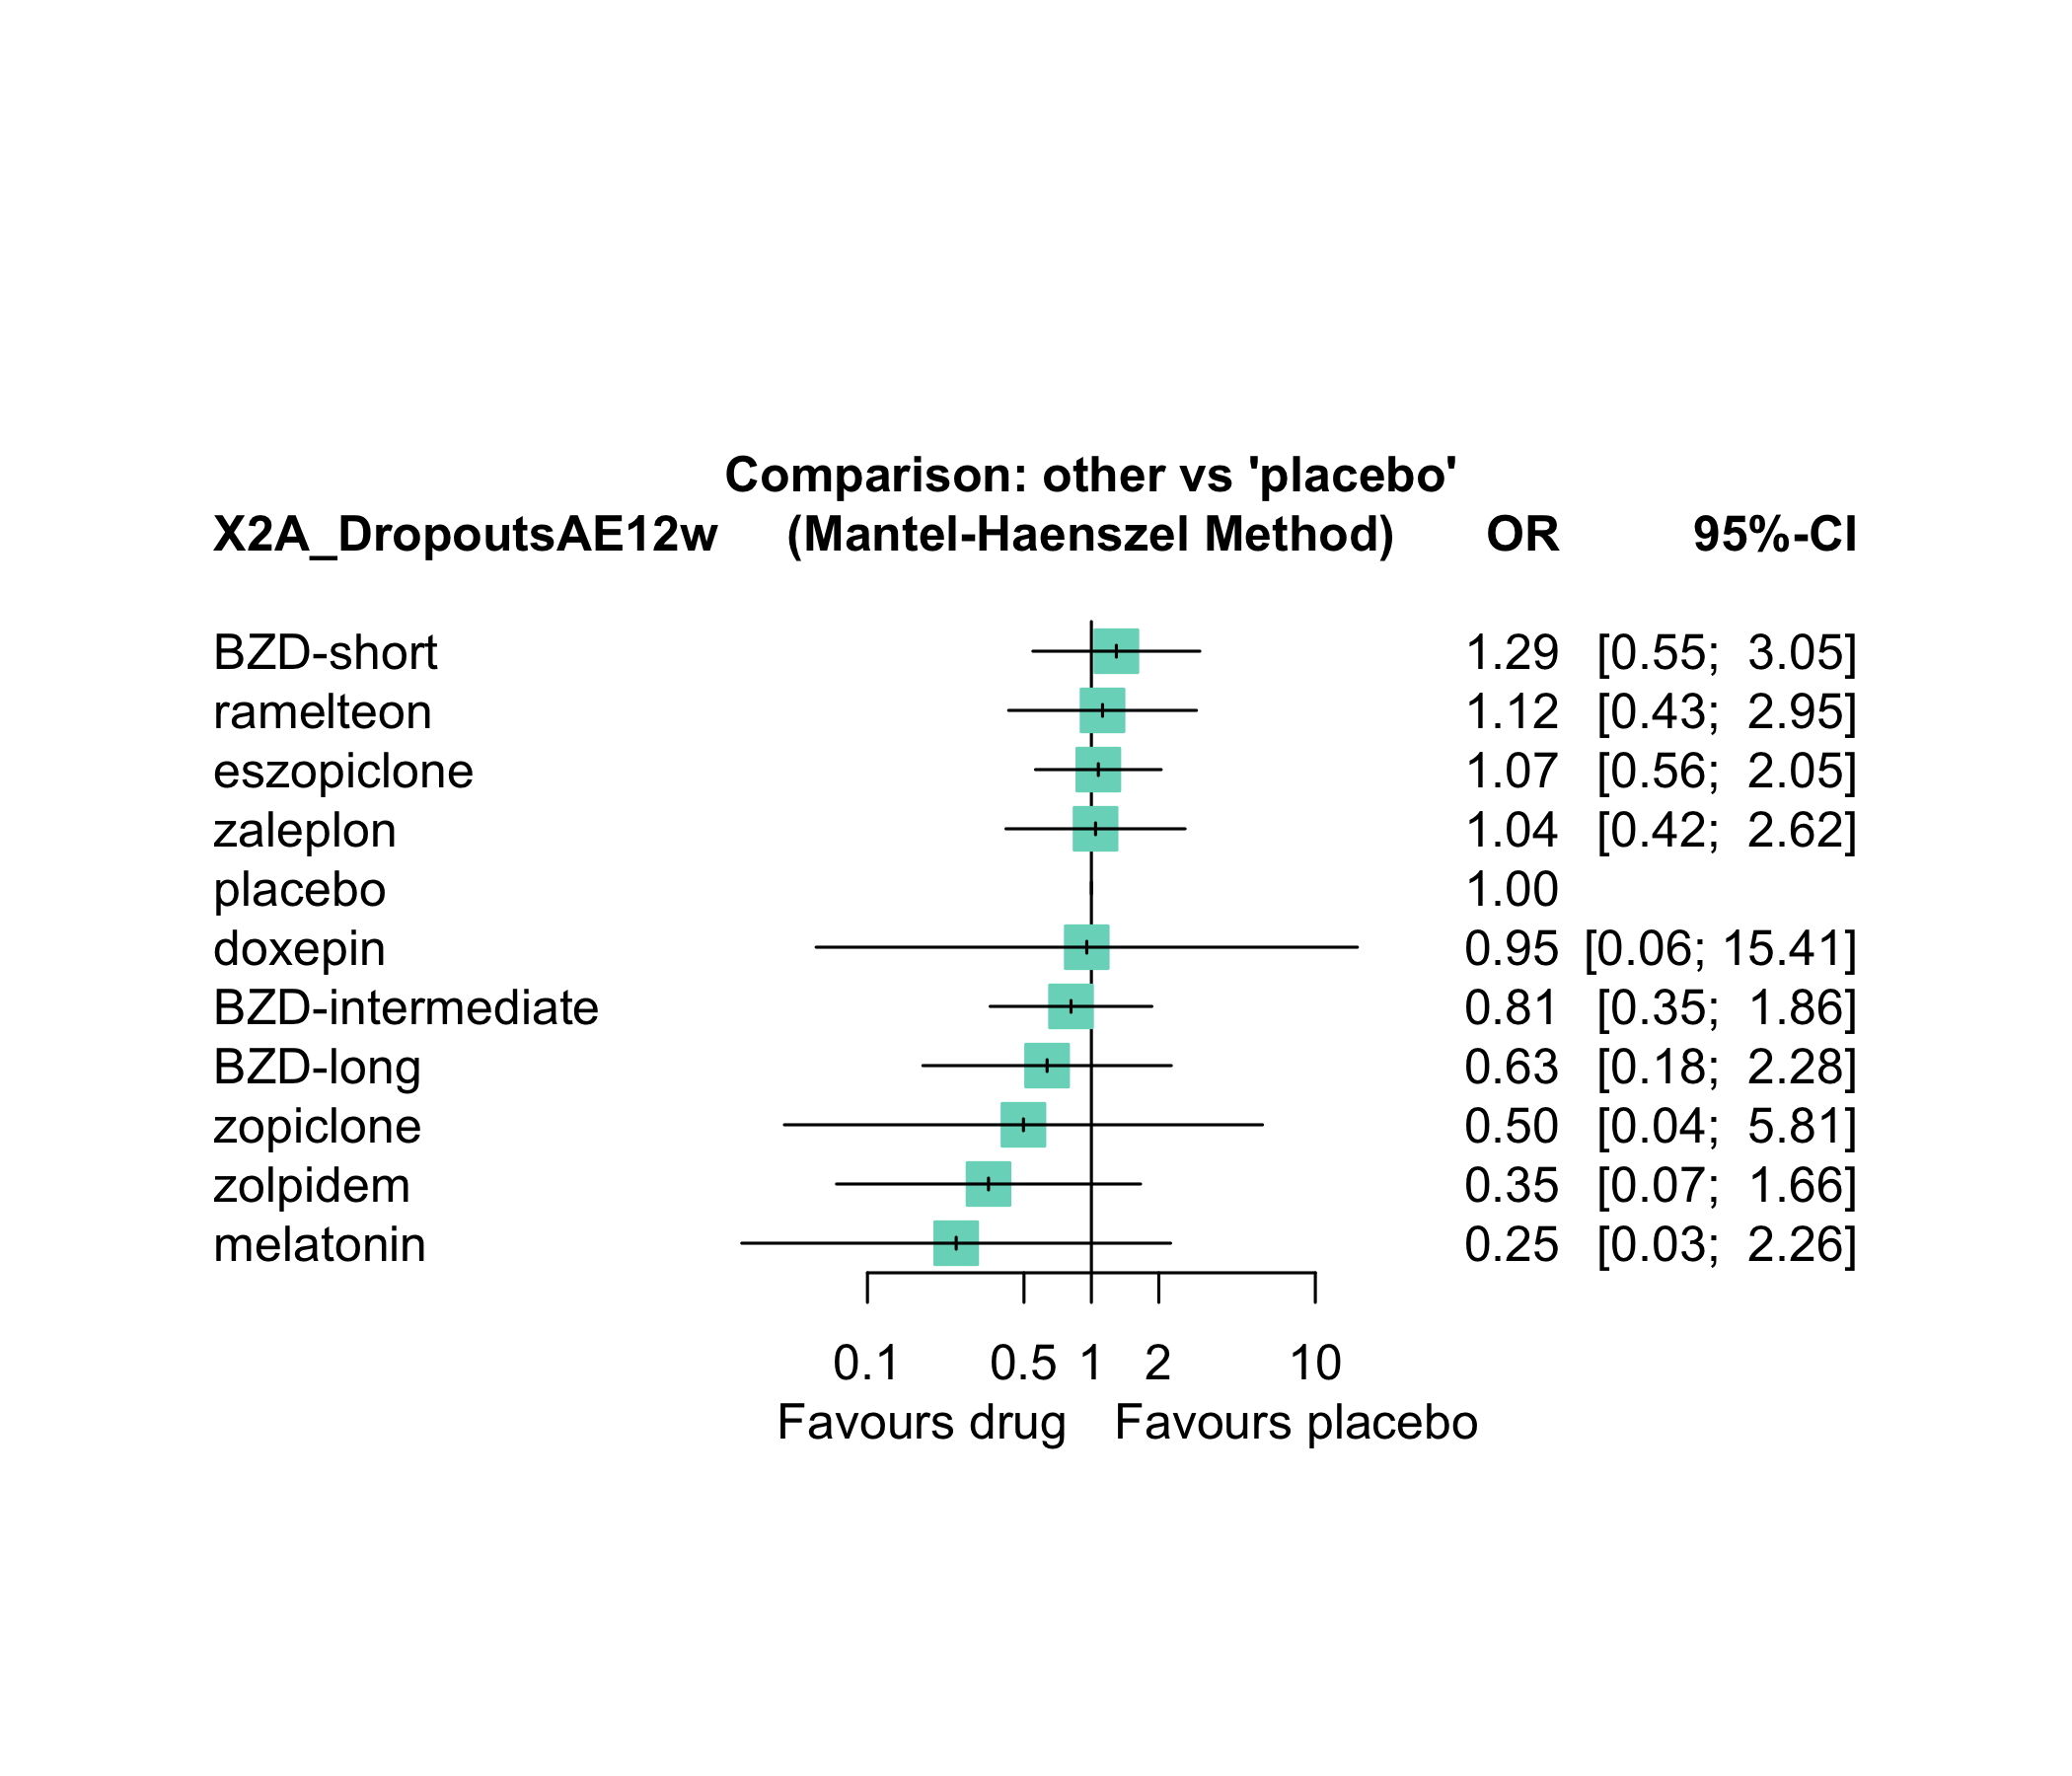 Comparison: other vs 'placebo'
X2A_DropoutsAE12w (Mantel-Haenszel Method) OR 95%-CI
BZD-short 1.29 [0.55; 3.05]
ramelteon 1.12 [0.43; 2.95]
eszopiclone 1.07 [0.56; 2.05]
zaleplon 1.04 [0.42; 2.62]
placebo 1.00
doxepin 0.95 [0.06; 15.41]
BZD-intermediate 0.81 [0.35; 1.86]
BZD-long 0.63 [0.18; 2.28]
zopiclone 0.50 [0.04; 5.81]
zolpidem 0.35 [0.07; 1.66]
melatonin 0.25 [0.03; 2.26]
0.1 0.5 1 2 10
Favours drug Favours placebo